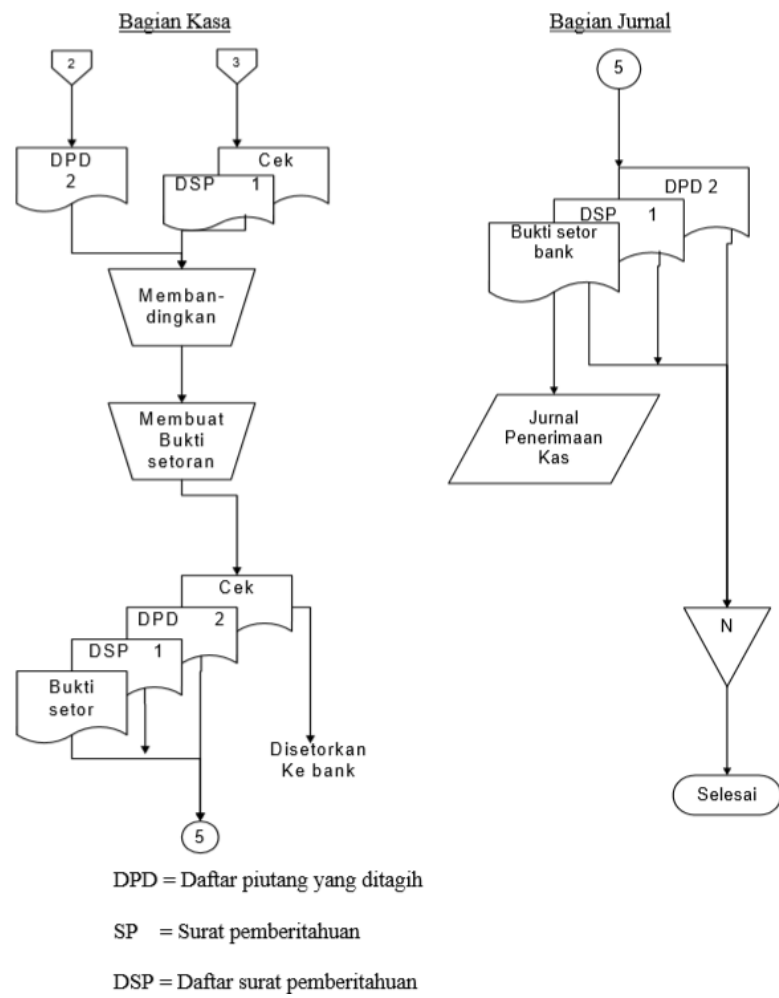 Bagian Kasa
2
3
DPD
2
Cek
DSP 1
Memban-
dingkan
Membuat
Bukti
setoran
Cek
DPD 2
DSP 1
Bukti
setor
Disetorkan
Ke bank
5
Bagian Jurnal
5
DPD 2
DSP 1
Bukti setor
bank
Jurnal
Penerimaan
Kas
N
Selesai
DPD = Daftar piutang yang ditagih
SP = Surat pemberitahuan
DSP = Daftar surat pemberitahuan